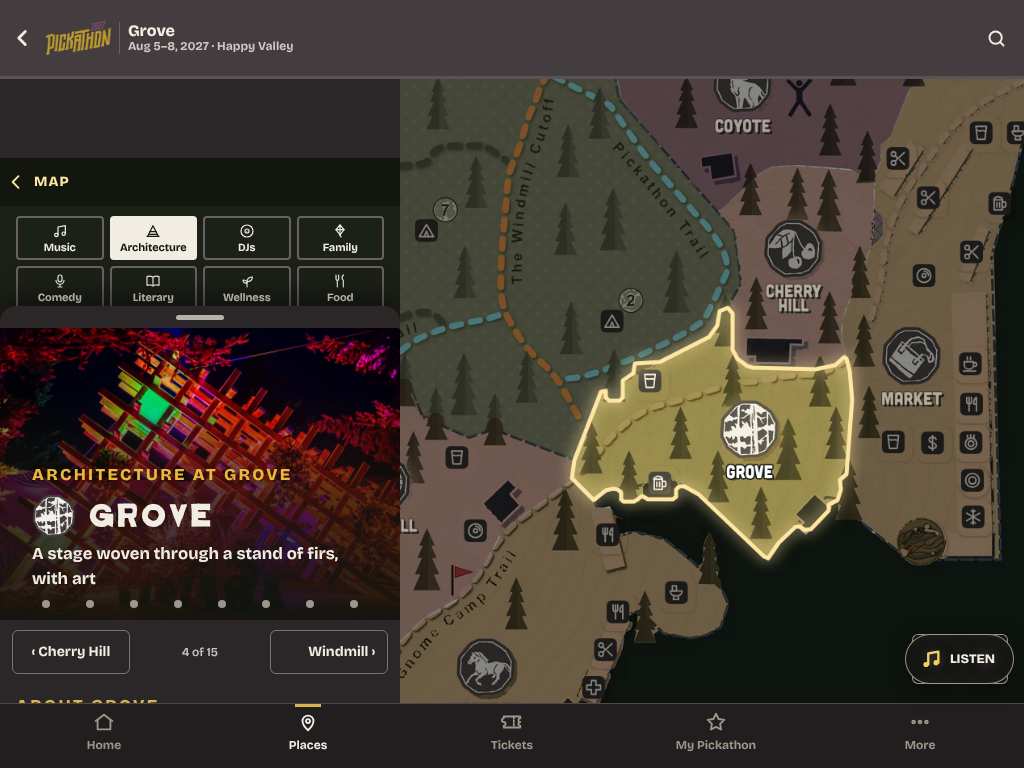 PICKATHON
Grove
Aug 5–8, 2027 · Happy Valley
MAP
Music
Architecture
DJs
Family
Comedy
Literary
Wellness
Food
ARCHITECTURE AT GROVE
GROVE
A stage woven through a stand of firs,
with art
‹ Cherry Hill
4 of 15
Windmill ›
ABOUT GROVE
COYOTE
The Windmill Cutoff
Pickathon Trail
7
2
CHERRY
HILL
MARKET
$
GROVE
LL
Gnome Camp Trail
LISTEN
Home
Places
Tickets
My Pickathon
More